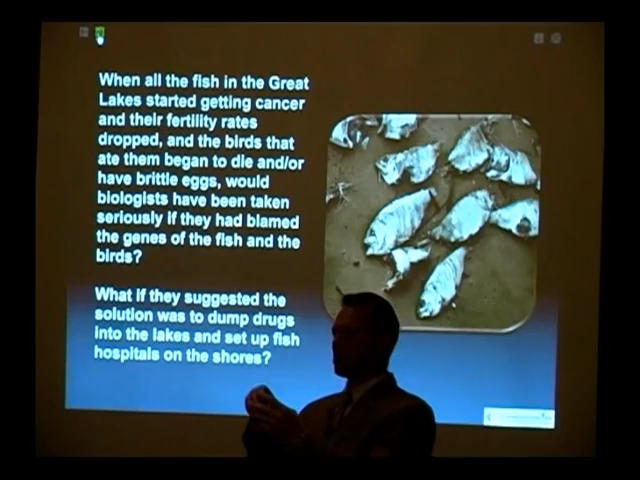 When all the fish in the Great
Lakes started getting cancer
and their fertility rates
dropped, and the birds that
ate them began to die and/or
have brittle eggs, would
biologists have been taken
seriously if they had blamed
the genes of the fish and the
birds?
What if they suggested the
solution was to dump drugs
into the lakes and set up fish
hospitals on the shores?